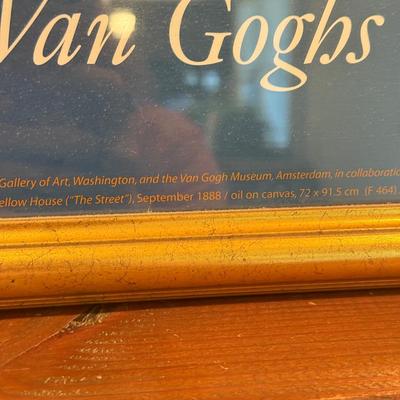 Van Goghs
Gallery of Art, Washington, and the Van Gogh Museum, Amsterdam, in collaboratio
ellow House ("The Street"), September 1888 / oil on canvas, 72 x 91.5 cm (F 464)